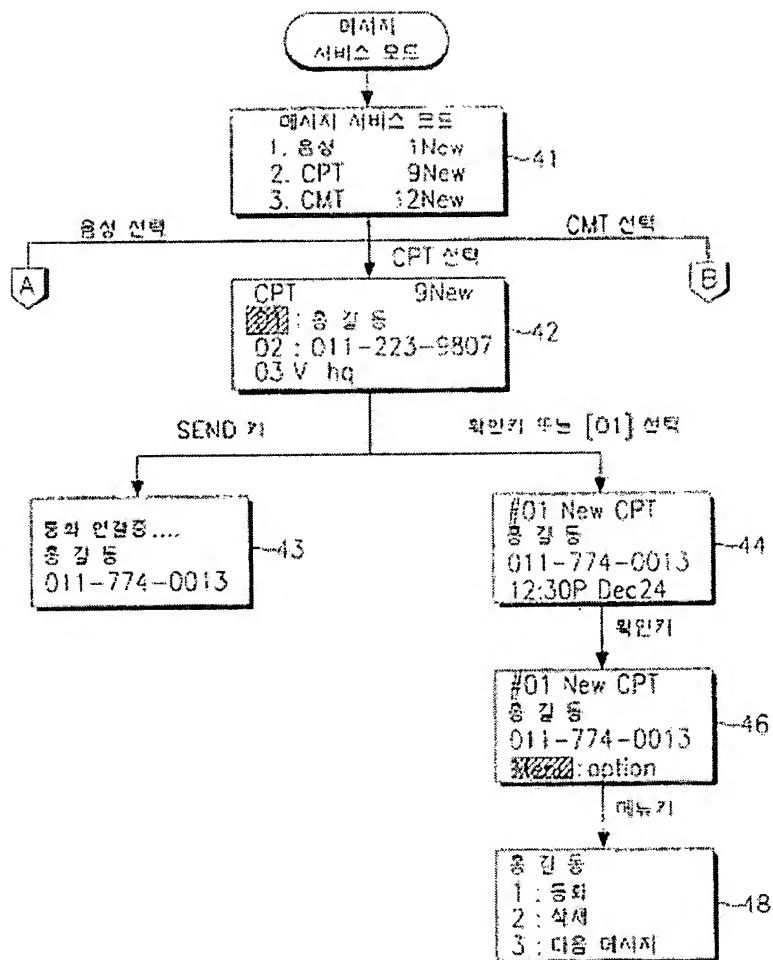 메시지
서비스 모드
메시지 서비스 모드
1. 음성 1New
2. CPT 9New
3. CMT 12New
41
음성 선택
CMT 선택
A
CPT 선택
B
CPT 9New
01 : 홍 길 동
02 : 011-223-9807
03 V hq
42
SEND 키
확인키 또는 [01] 선택
통화 연결중....
홍 길 동
011-774-0013
43
#01 New CPT
홍 길 동
011-774-0013
12:30P Dec24
44
확인키
#01 New CPT
홍 길 동
011-774-0013
Menu : option
46
메뉴키
홍 길 동
1 : 통화
2 : 삭제
3 : 다음 메시지
48